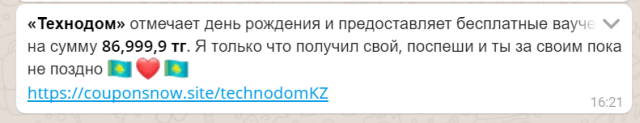 «Технодом» отмечает день рождения и предоставляет бесплатные
на сумму 86,999,9 тг. Я только что получил свой, поспеши и ты за своим пока
не поздно 🇰🇿 ❤️ 🇰🇿
https://couponsnow.site/technodomKZ
16:21